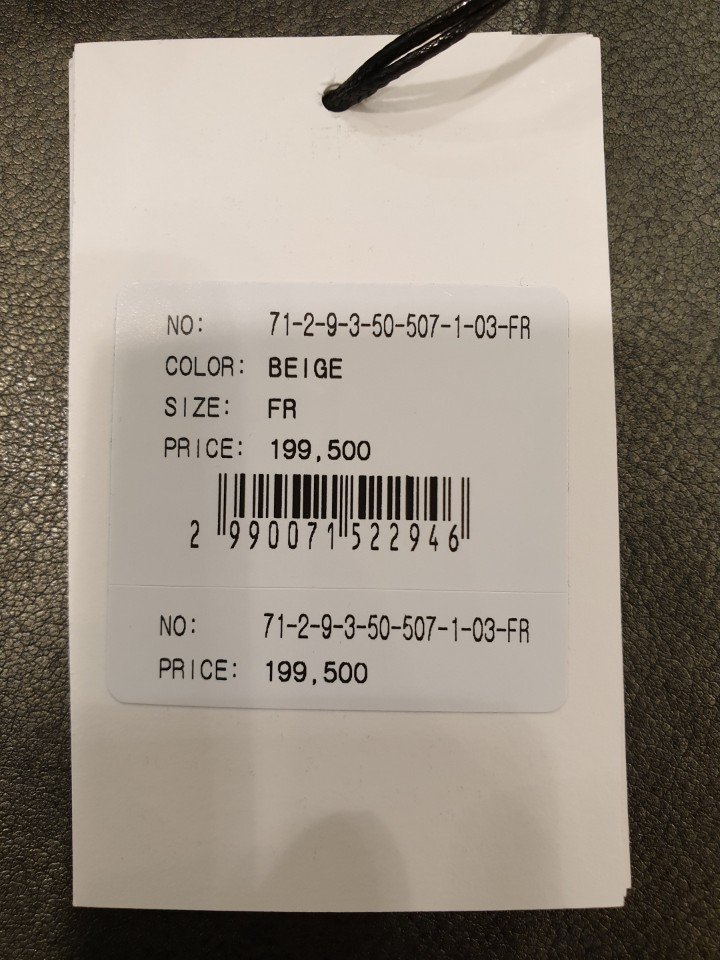 NO: 71-2-9-3-50-507-1-03-FR
COLOR: BEIGE
SIZE: FR
PRICE: 199,500
2 990071 522946
NO: 71-2-9-3-50-507-1-03-FR
PRICE: 199,500